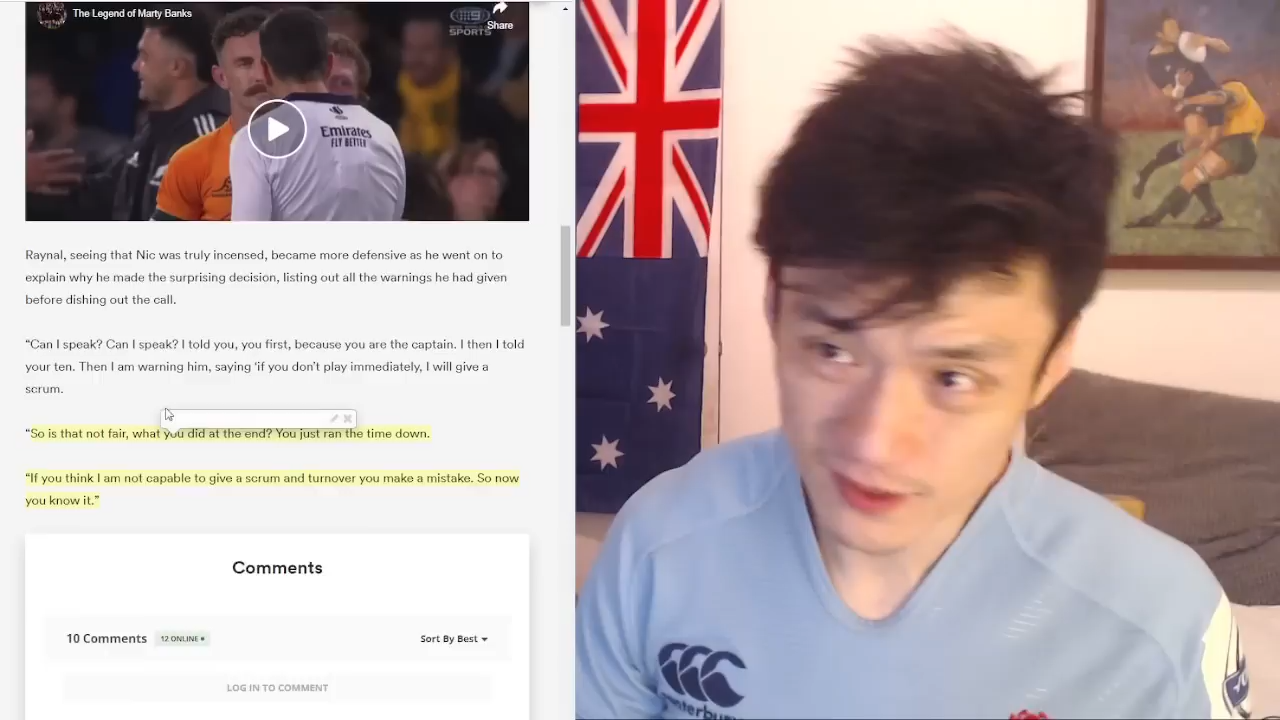 The Legend of Marty Banks
SPORTS
Share
Emirates
FLY BETTER
Raynal, seeing that Nic was truly incensed, became more defensive as he went on to
explain why he made the surprising decision, listing out all the warnings he had given
before dishing out the call.
“Can I speak? Can I speak? I told you, you first, because you are the captain. I then I told
your ten. Then I am warning him, saying ‘if you don’t play immediately, I will give a
scrum.
“So is that not fair, what you did at the end? You just ran the time down.
“If you think I am not capable to give a scrum and turnover you make a mistake. So now
you know it.”
Comments
10 Comments
12 ONLINE
Sort By Best
LOG IN TO COMMENT